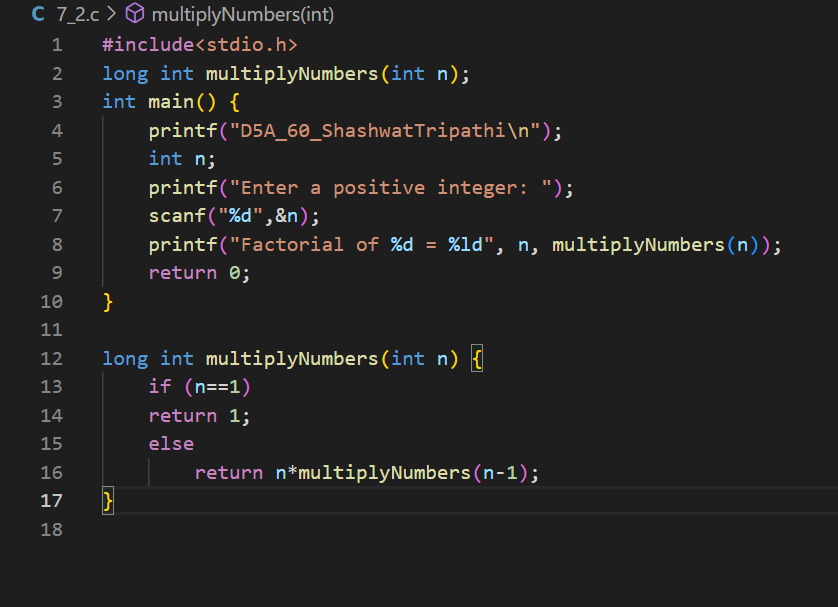 C 7_2.c > multiplyNumbers(int)
1 #include<stdio.h>
2 long int multiplyNumbers(int n);
3 int main() {
4     printf("D5A_60_ShashwatTripathi\n");
5     int n;
6     printf("Enter a positive integer: ");
7     scanf("%d",&n);
8     printf("Factorial of %d = %ld", n, multiplyNumbers(n));
9     return 0;
10 }
11
12 long int multiplyNumbers(int n) {
13     if (n==1)
14     return 1;
15     else
16         return n*multiplyNumbers(n-1);
17 }
18